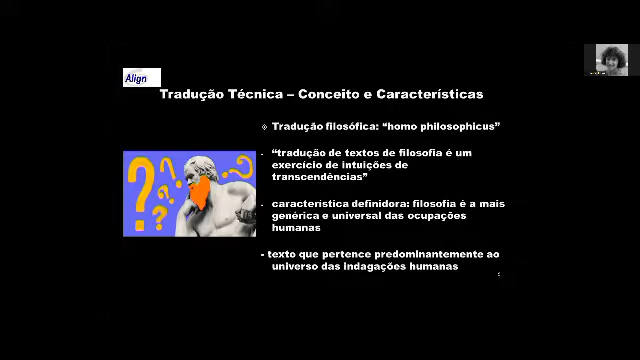 Align
Tradução Técnica – Conceito e Características
Tradução filosófica: “homo philosophicus”
- “tradução de textos de filosofia é um
exercício de intuições de
transcendências”
- característica definidora: filosofia é a mais
genérica e universal das ocupações
humanas
- texto que pertence predominantemente ao
universo das indagações humanas